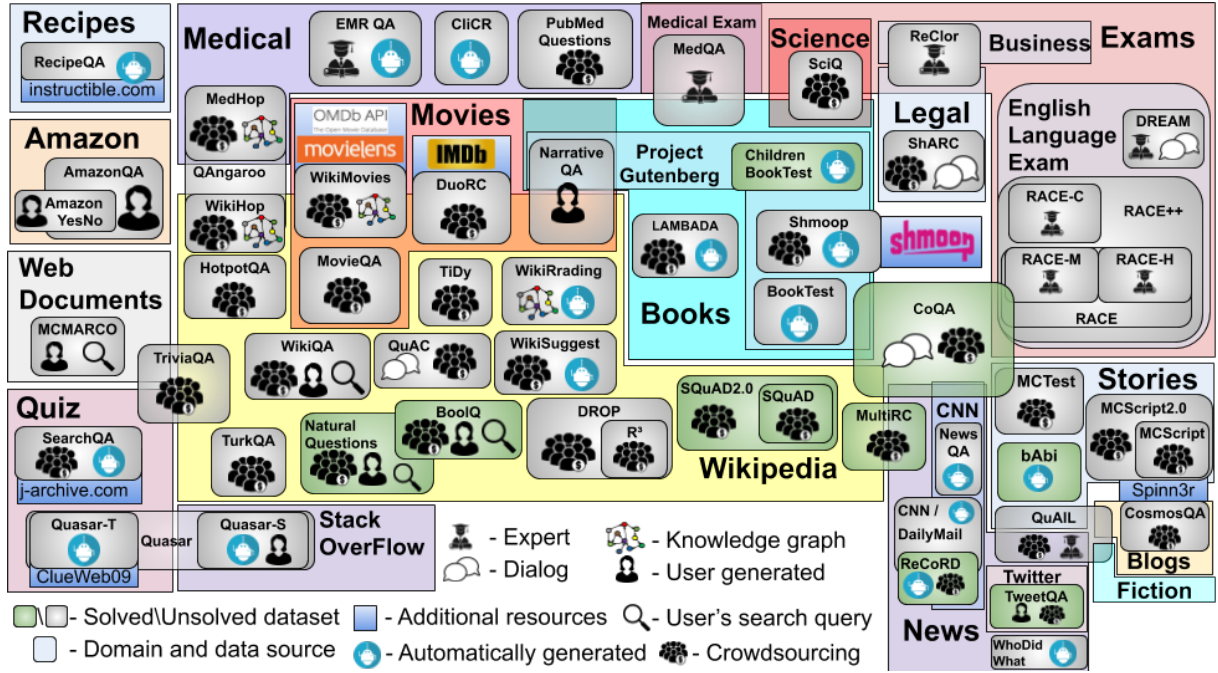 Recipes
RecipeQA
instructible.com
Amazon
AmazonQA
Amazon
YesNo
Web
Documents
MCMARCO
Quiz
SearchQA
j-archive.com
Quasar-T
Quasar
Quasar-S
ClueWeb09
Stack
OverFlow
Medical
EMR QA
CliCR
PubMed
Questions
Medical Exam
MedQA
Science
SciQ
ReClor
Business
Exams
MedHop
QAngaroo
WikiHop
HotpotQA
OMDb API
The Open Movie Database
movielens
Movies
IMDb
WikiMovies
DuoRC
Narrative
QA
MovieQA
Project
Gutenberg
Children
BookTest
LAMBADA
Shmoop
shmoop
BookTest
Books
Legal
ShARC
English
Language
Exam
DREAM
RACE-C
RACE++
RACE-M
RACE-H
RACE
TiDy
WikiRrading
TriviaQA
WikiQA
QuAC
WikiSuggest
CoQA
TurkQA
Natural
Questions
BoolQ
DROP
R³
SQuAD2.0
SQuAD
Wikipedia
MultiRC
CNN
News
QA
CNN /
DailyMail
ReCoRD
News
MCTest
bAbi
Stories
MCScript2.0
MCScript
Spinn3r
QuAIL
CosmosQA
Blogs
Fiction
Twitter
TweetQA
WhoDid
What
- Expert
- Knowledge graph
- Dialog
- User generated
\ - Solved\Unsolved dataset
- Additional resources
- User's search query
- Domain and data source
- Automatically generated
- Crowdsourcing